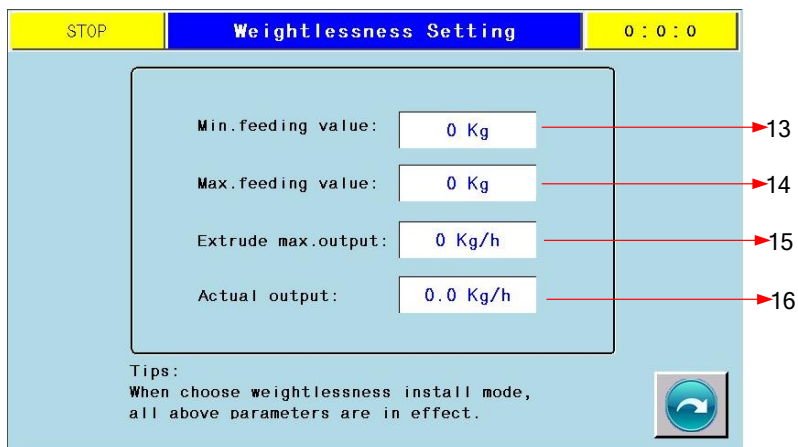 STOP Weightlessness Setting 0:0:0
Min.feeding value: 0 Kg 13
Max.feeding value: 0 Kg 14
Extrude max.output: 0 Kg/h 15
Actual output: 0.0 Kg/h 16
Tips:
When choose weightlessness install mode,
all above parameters are in effect.